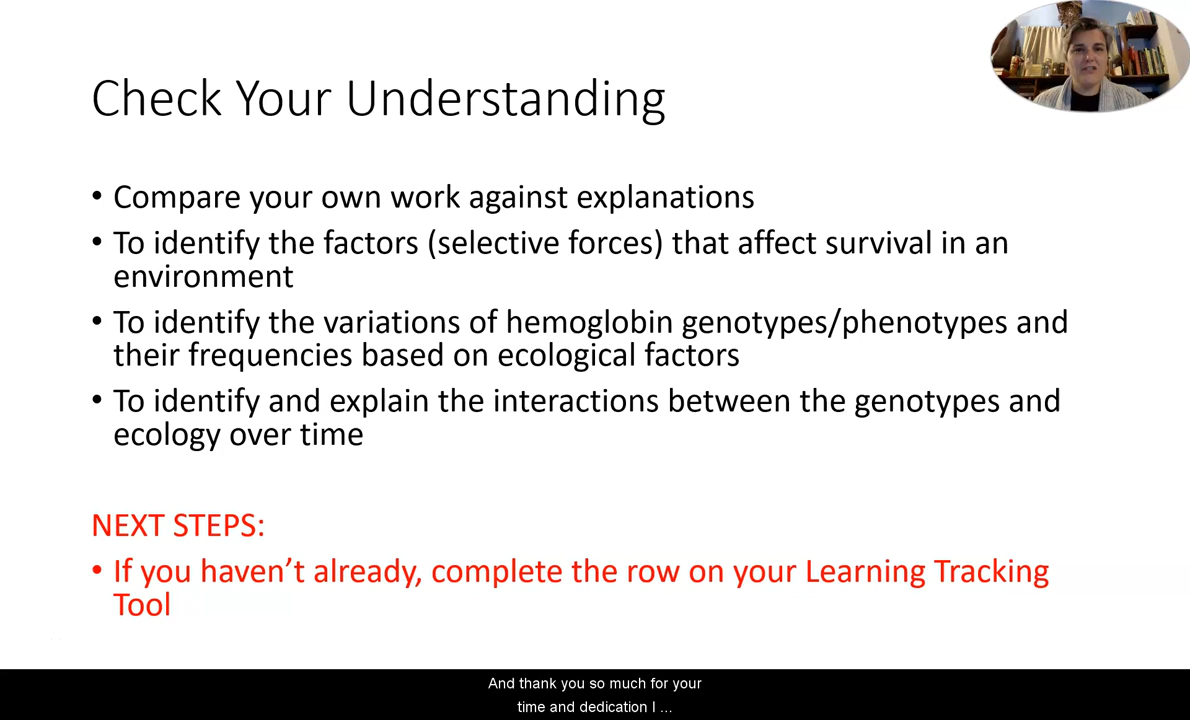 Check Your Understanding
• Compare your own work against explanations
• To identify the factors (selective forces) that affect survival in an
environment
• To identify the variations of hemoglobin genotypes/phenotypes and
their frequencies based on ecological factors
• To identify and explain the interactions between the genotypes and
ecology over time
NEXT STEPS:
• If you haven’t already, complete the row on your Learning Tracking
Tool
And thank you so much for your
time and dedication I ...